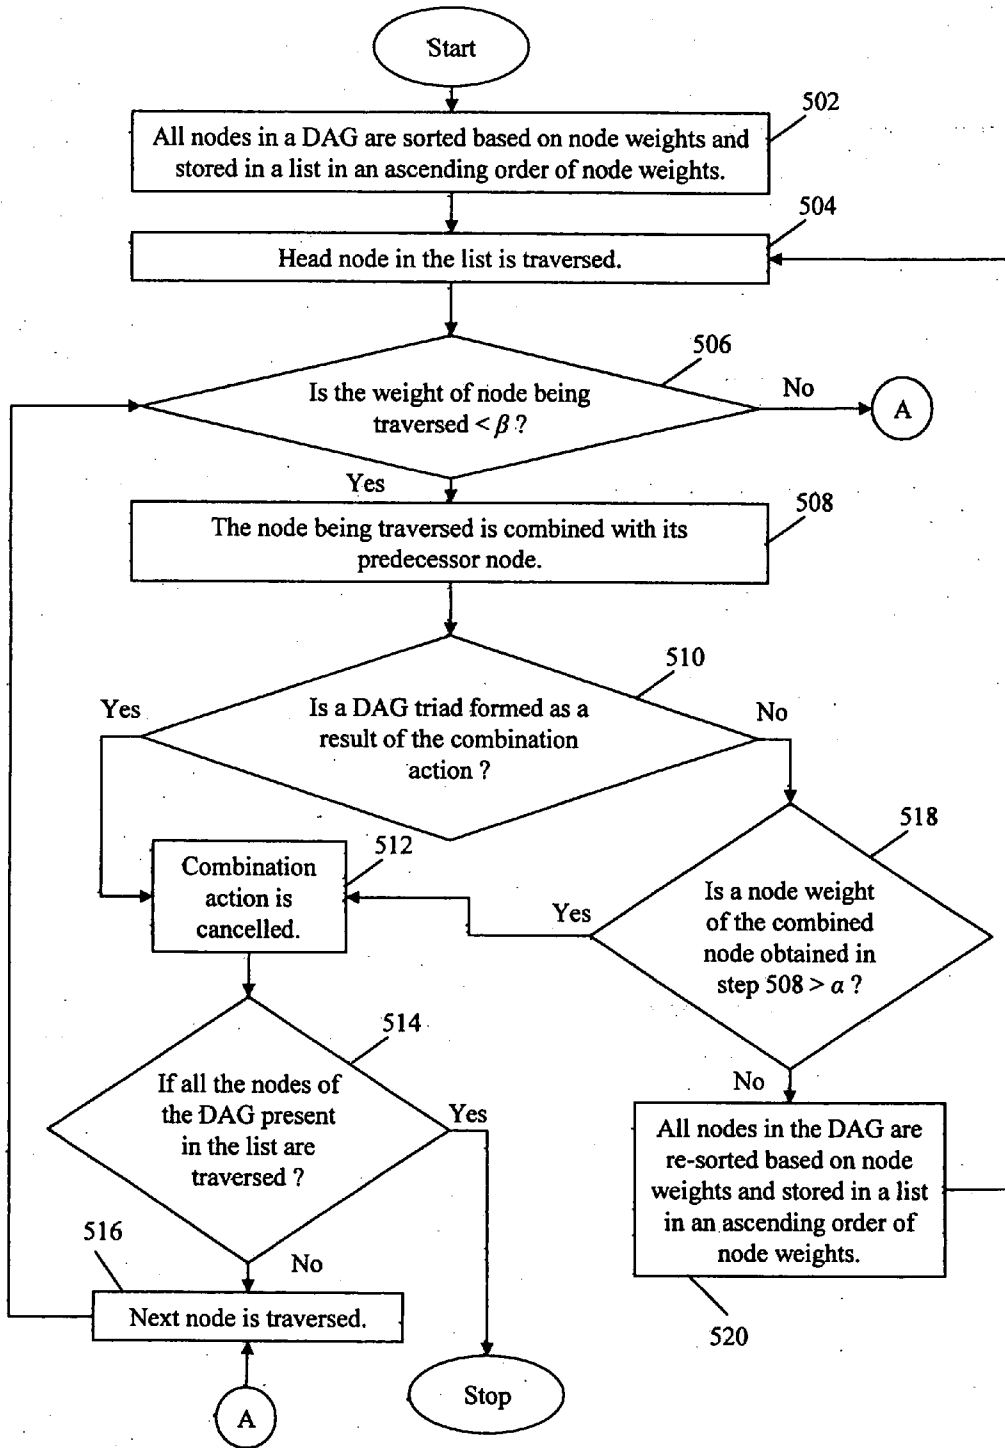 Start
502
All nodes in a DAG are sorted based on node weights and
stored in a list in an ascending order of node weights.
504
Head node in the list is traversed.
506
Is the weight of node being
traversed < β ?
No
A
Yes
508
The node being traversed is combined with its
predecessor node.
510
Is a DAG triad formed as a
result of the combination
action ?
Yes
No
512
Combination
action is
cancelled.
518
Is a node weight
of the combined
node obtained in
step 508 > α ?
Yes
No
514
If all the nodes of
the DAG present
in the list are
traversed ?
Yes
No
520
All nodes in the DAG are
re-sorted based on node
weights and stored in a list
in an ascending order of
node weights.
516
Next node is traversed.
A
Stop